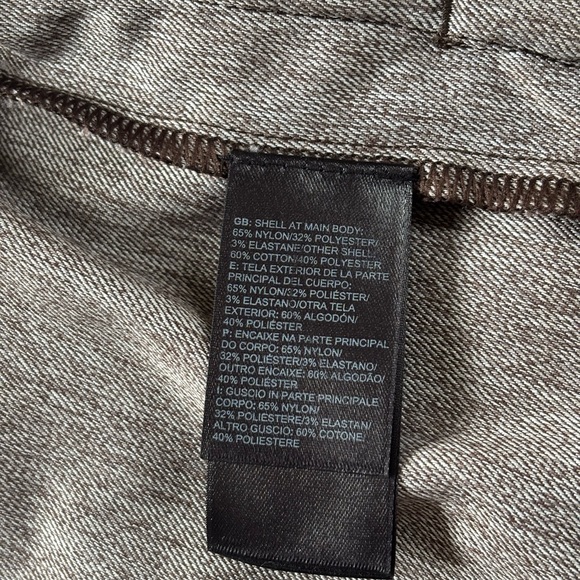 GB: SHELL AT MAIN BODY:
65% NYLON/32% POLYESTER/
3% ELASTANE/OTHER SHELL:
60% COTTON/40% POLYESTER
E: TELA EXTERIOR DE LA PARTE
PRINCIPAL DEL CUERPO:
65% NYLON/32% POLIÉSTER/
3% ELASTANO/OTRA TELA
EXTERIOR: 60% ALGODÓN/
40% POLIÉSTER
P: ENCAIXE NA PARTE PRINCIPAL
DO CORPO: 65% NYLON/
32% POLIÉSTER/3% ELASTANO/
OUTRO ENCAIXE: 60% ALGODÃO/
40% POLIÉSTER
I: GUSCIO IN PARTE PRINCIPALE
CORPO: 65% NYLON/
32% POLIESTERE/3% ELASTAN/
ALTRO GUSCIO: 60% COTONE,
40% POLIESTERE